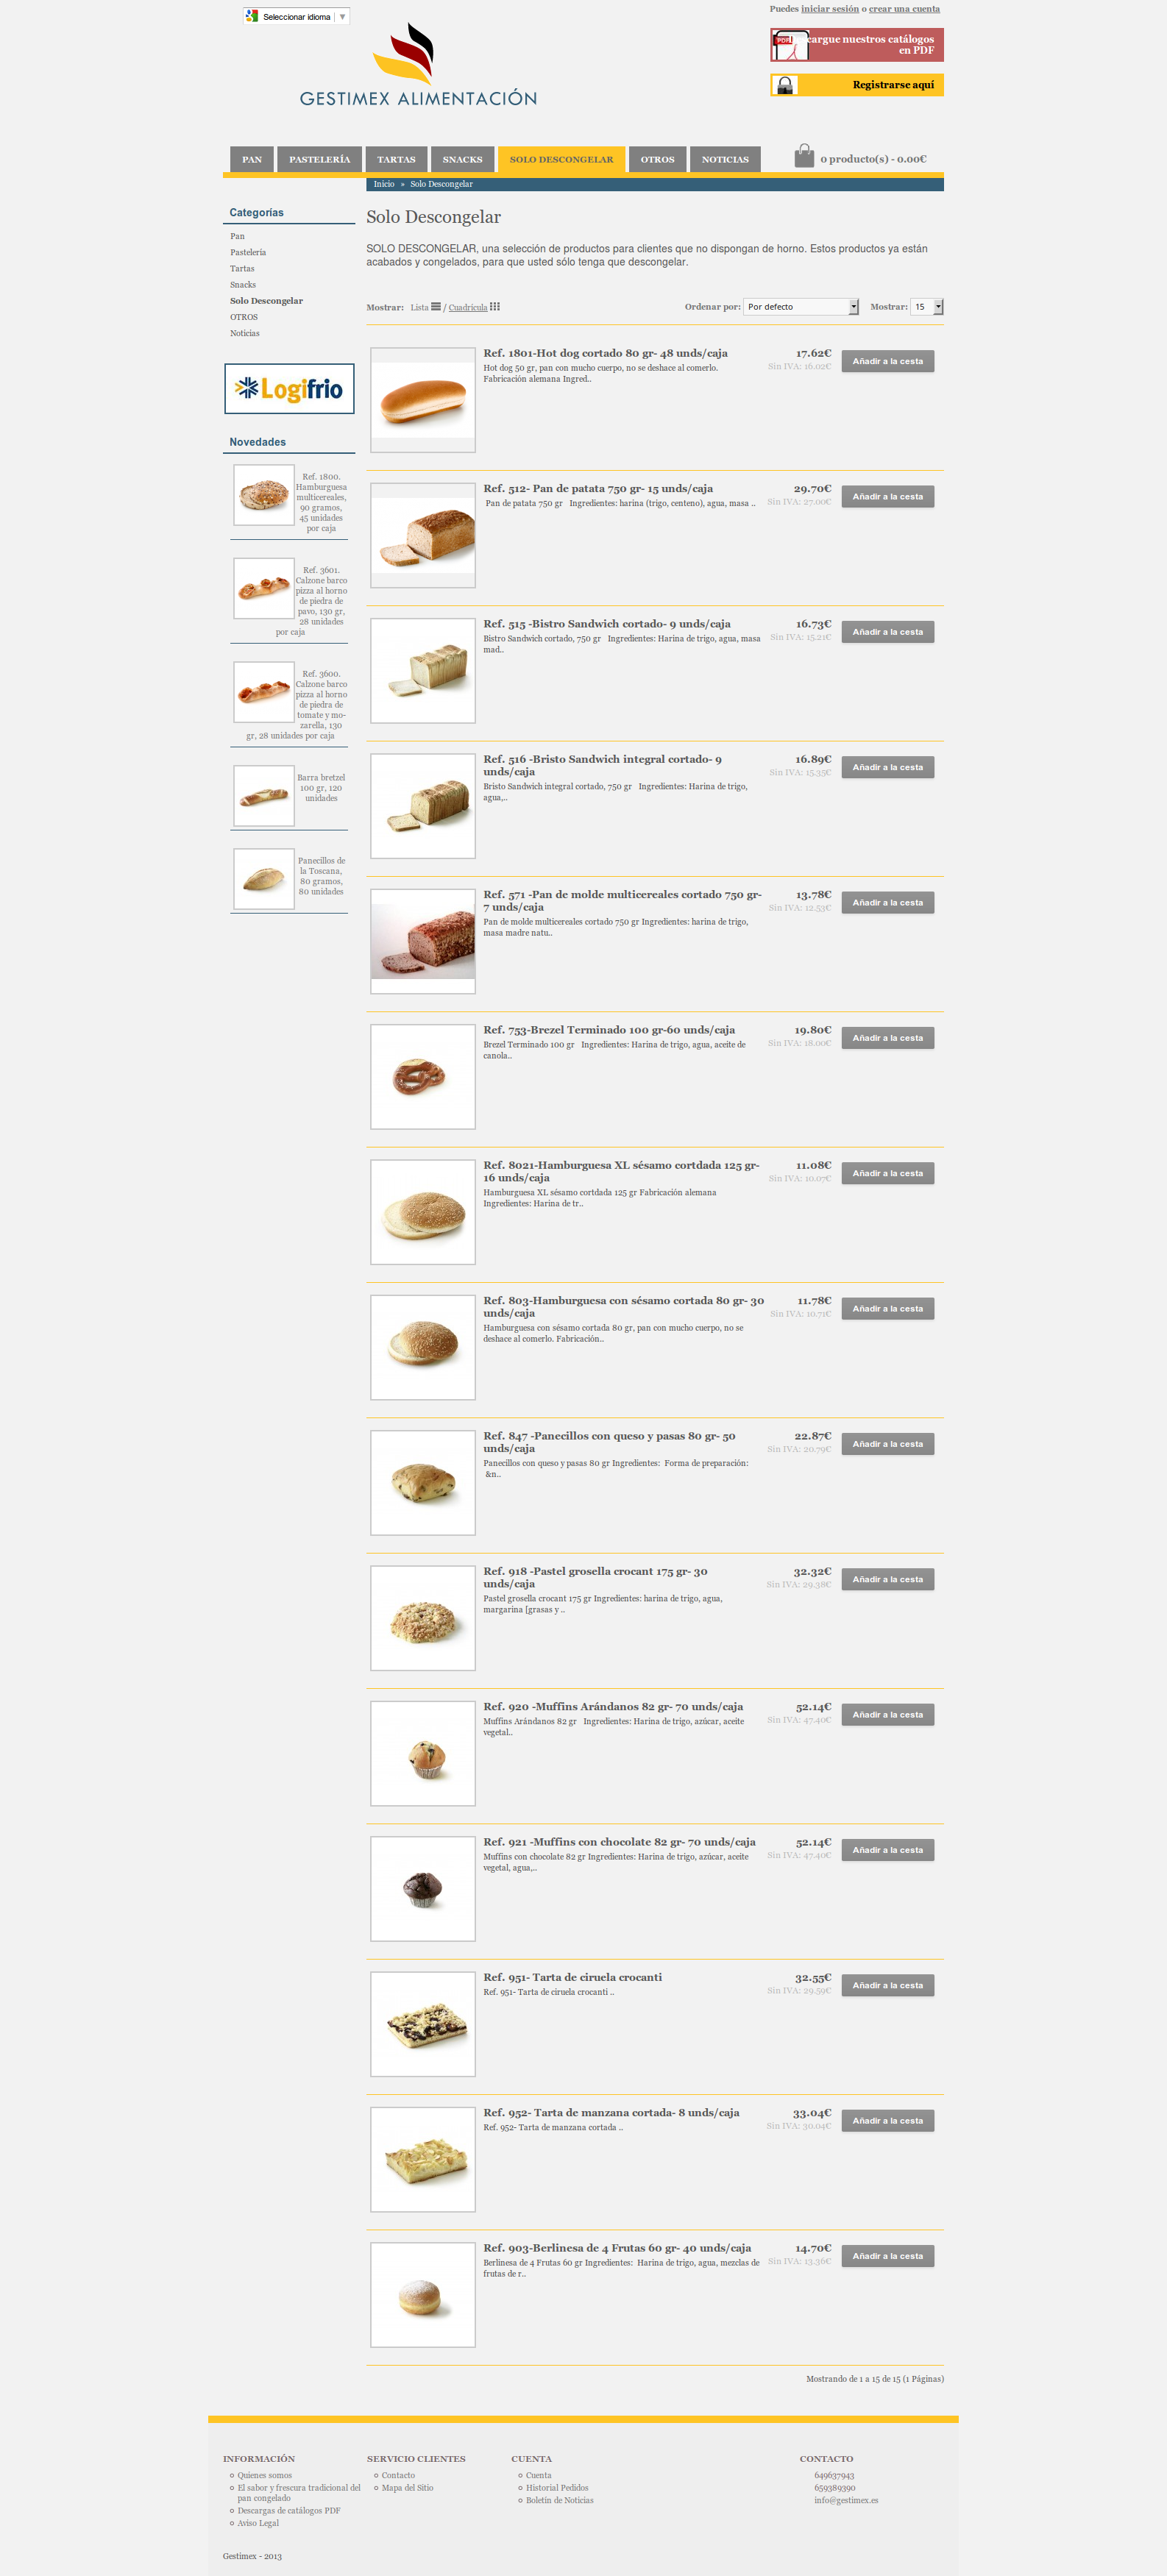 Seleccionar idioma ▼
Puedes iniciar sesión o crear una cuenta
cargue nuestros catálogos
en PDF
Registrarse aquí
GESTIMEX ALIMENTACIÓN
PAN PASTELERÍA TARTAS SNACKS SOLO DESCONGELAR OTROS NOTICIAS
0 producto(s) - 0.00€
Inicio » Solo Descongelar
Categorías
Pan
Pastelería
Tartas
Snacks
Solo Descongelar
OTROS
Noticias
Logifrio
Novedades
Ref. 1800.
Hamburguesa
multicereales,
90 gramos,
45 unidades
por caja
Ref. 3601.
Calzone barco
pizza al horno
de piedra de
pavo, 130 gr,
28 unidades
por caja
Ref. 3600.
Calzone barco
pizza al horno
de piedra de
tomate y mo-
zarella, 130
gr, 28 unidades por caja
Barra bretzel
100 gr, 120
unidades
Panecillos de
la Toscana,
80 gramos,
80 unidades
Solo Descongelar
SOLO DESCONGELAR, una selección de productos para clientes que no dispongan de horno. Estos productos ya están
acabados y congelados, para que usted sólo tenga que descongelar.
Mostrar: Lista / Cuadrícula
Ordenar por: Por defecto Mostrar: 15
Ref. 1801-Hot dog cortado 80 gr- 48 unds/caja
Hot dog 50 gr, pan con mucho cuerpo, no se deshace al comerlo.
Fabricación alemana Ingred..
17.62€
Sin IVA: 16.02€
Añadir a la cesta
Ref. 512- Pan de patata 750 gr- 15 unds/caja
Pan de patata 750 gr Ingredientes: harina (trigo, centeno), agua, masa ..
29.70€
Sin IVA: 27.00€
Añadir a la cesta
Ref. 515 -Bistro Sandwich cortado- 9 unds/caja
Bistro Sandwich cortado, 750 gr Ingredientes: Harina de trigo, agua, masa
mad..
16.73€
Sin IVA: 15.21€
Añadir a la cesta
Ref. 516 -Bristo Sandwich integral cortado- 9
unds/caja
Bristo Sandwich integral cortado, 750 gr Ingredientes: Harina de trigo,
agua,..
16.89€
Sin IVA: 15.35€
Añadir a la cesta
Ref. 571 -Pan de molde multicereales cortado 750 gr-
7 unds/caja
Pan de molde multicereales cortado 750 gr Ingredientes: harina de trigo,
masa madre natu..
13.78€
Sin IVA: 12.53€
Añadir a la cesta
Ref. 753-Brezel Terminado 100 gr-60 unds/caja
Brezel Terminado 100 gr Ingredientes: Harina de trigo, agua, aceite de
canola..
19.80€
Sin IVA: 18.00€
Añadir a la cesta
Ref. 8021-Hamburguesa XL sésamo cortdada 125 gr-
16 unds/caja
Hamburguesa XL sésamo cortdada 125 gr Fabricación alemana
Ingredientes: Harina de tr..
11.08€
Sin IVA: 10.07€
Añadir a la cesta
Ref. 803-Hamburguesa con sésamo cortada 80 gr- 30
unds/caja
Hamburguesa con sésamo cortada 80 gr, pan con mucho cuerpo, no se
deshace al comerlo. Fabricación..
11.78€
Sin IVA: 10.71€
Añadir a la cesta
Ref. 847 -Panecillos con queso y pasas 80 gr- 50
unds/caja
Panecillos con queso y pasas 80 gr Ingredientes: Forma de preparación:
&n..
22.87€
Sin IVA: 20.79€
Añadir a la cesta
Ref. 918 -Pastel grosella crocant 175 gr- 30
unds/caja
Pastel grosella crocant 175 gr Ingredientes: harina de trigo, agua,
margarina [grasas y ..
32.32€
Sin IVA: 29.38€
Añadir a la cesta
Ref. 920 -Muffins Arándanos 82 gr- 70 unds/caja
Muffins Arándanos 82 gr Ingredientes: Harina de trigo, azúcar, aceite
vegetal..
52.14€
Sin IVA: 47.40€
Añadir a la cesta
Ref. 921 -Muffins con chocolate 82 gr- 70 unds/caja
Muffins con chocolate 82 gr Ingredientes: Harina de trigo, azúcar, aceite
vegetal, agua,..
52.14€
Sin IVA: 47.40€
Añadir a la cesta
Ref. 951- Tarta de ciruela crocanti
Ref. 951- Tarta de ciruela crocanti ..
32.55€
Sin IVA: 29.59€
Añadir a la cesta
Ref. 952- Tarta de manzana cortada- 8 unds/caja
Ref. 952- Tarta de manzana cortada ..
33.04€
Sin IVA: 30.04€
Añadir a la cesta
Ref. 903-Berlinesa de 4 Frutas 60 gr- 40 unds/caja
Berlinesa de 4 Frutas 60 gr Ingredientes: Harina de trigo, agua, mezclas de
frutas de r..
14.70€
Sin IVA: 13.36€
Añadir a la cesta
Mostrando de 1 a 15 de 15 (1 Páginas)
INFORMACIÓN
Quienes somos
El sabor y frescura tradicional del
pan congelado
Descargas de catálogos PDF
Aviso Legal
SERVICIO CLIENTES
Contacto
Mapa del Sitio
CUENTA
Cuenta
Historial Pedidos
Boletín de Noticias
CONTACTO
649637943
659389390
info@gestimex.es
Gestimex - 2013